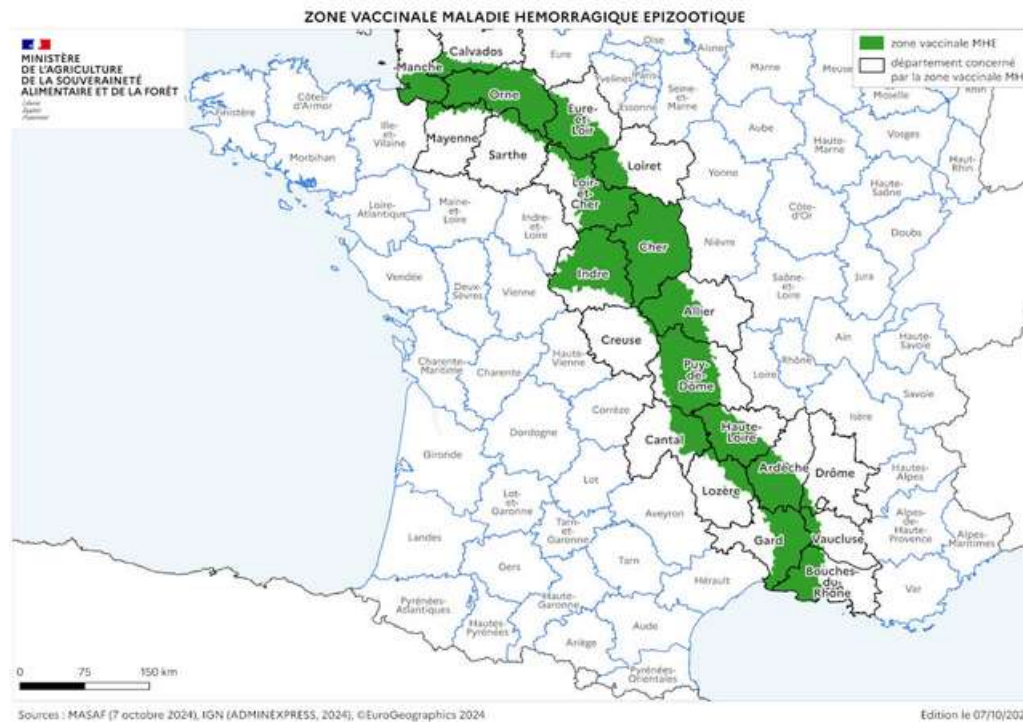 ZONE VACCINALE MALADIE HEMORRAGIQUE EPIZOOTIQUE
MINISTÈRE
DE L'AGRICULTURE
DE LA SOUVERAINETÉ
ALIMENTAIRE ET DE LA FORÊT
zone vaccinale MHE
département concerné
par la zone vaccinale MH
Calvados
Eure
Oise
Manche
Yvelines
Marne
Meuse
Moselle
Rhin
Finistère
Côtes-
d'Armor
Orne
Essonne
Seine-
et-
Marne
Ille-
et-
Vilaine
Eure-
et-
Loir
Aube
Vosges
Mayenne
Haute-
Marne
Haut-
Rhin
Morbihan
Sarthe
Loiret
Yonne
Haute-
Saône
Loir-
et-
Cher
Loire-
Atlantique
Maine-
et-
Loire
Indre-
et-
Loire
Côte-
d'Or
Doubs
Cher
Nièvre
Vendée
Deux-
Sèvres
Vienne
Indre
Saône-
et-
Loire
Jura
Allier
Creuse
Ain
Haute-
Savoie
Charente-
Maritime
Charente
Haute-
Vienne
Puy-
de-
Dôme
Loire
Rhône
Savoie
Corrèze
Isère
Dordogne
Cantal
Haute-
Loire
Gironde
Ardèche
Drôme
Hautes-
Alpes
Lot
Lozère
Lot-
et-
Garonne
Aveyron
Alpes-
de-
Haute-
Provence
Alpes-
Maritimes
Landes
Tarn-
et-
Garonne
Gard
Vaucluse
Gers
Tarn
Hérault
Bouches-
du-
Rhône
Var
Pyrénées-
Atlantiques
Haute-
Garonne
Hautes-
Pyrénées
Aude
Ariège
Pyrénées-
Orientales
0 75 150 km
Sources : MASAF (7 octobre 2024), IGN (ADMINEXPRESS, 2024), ©EuroGeographics 2024
Edition le 07/10/202